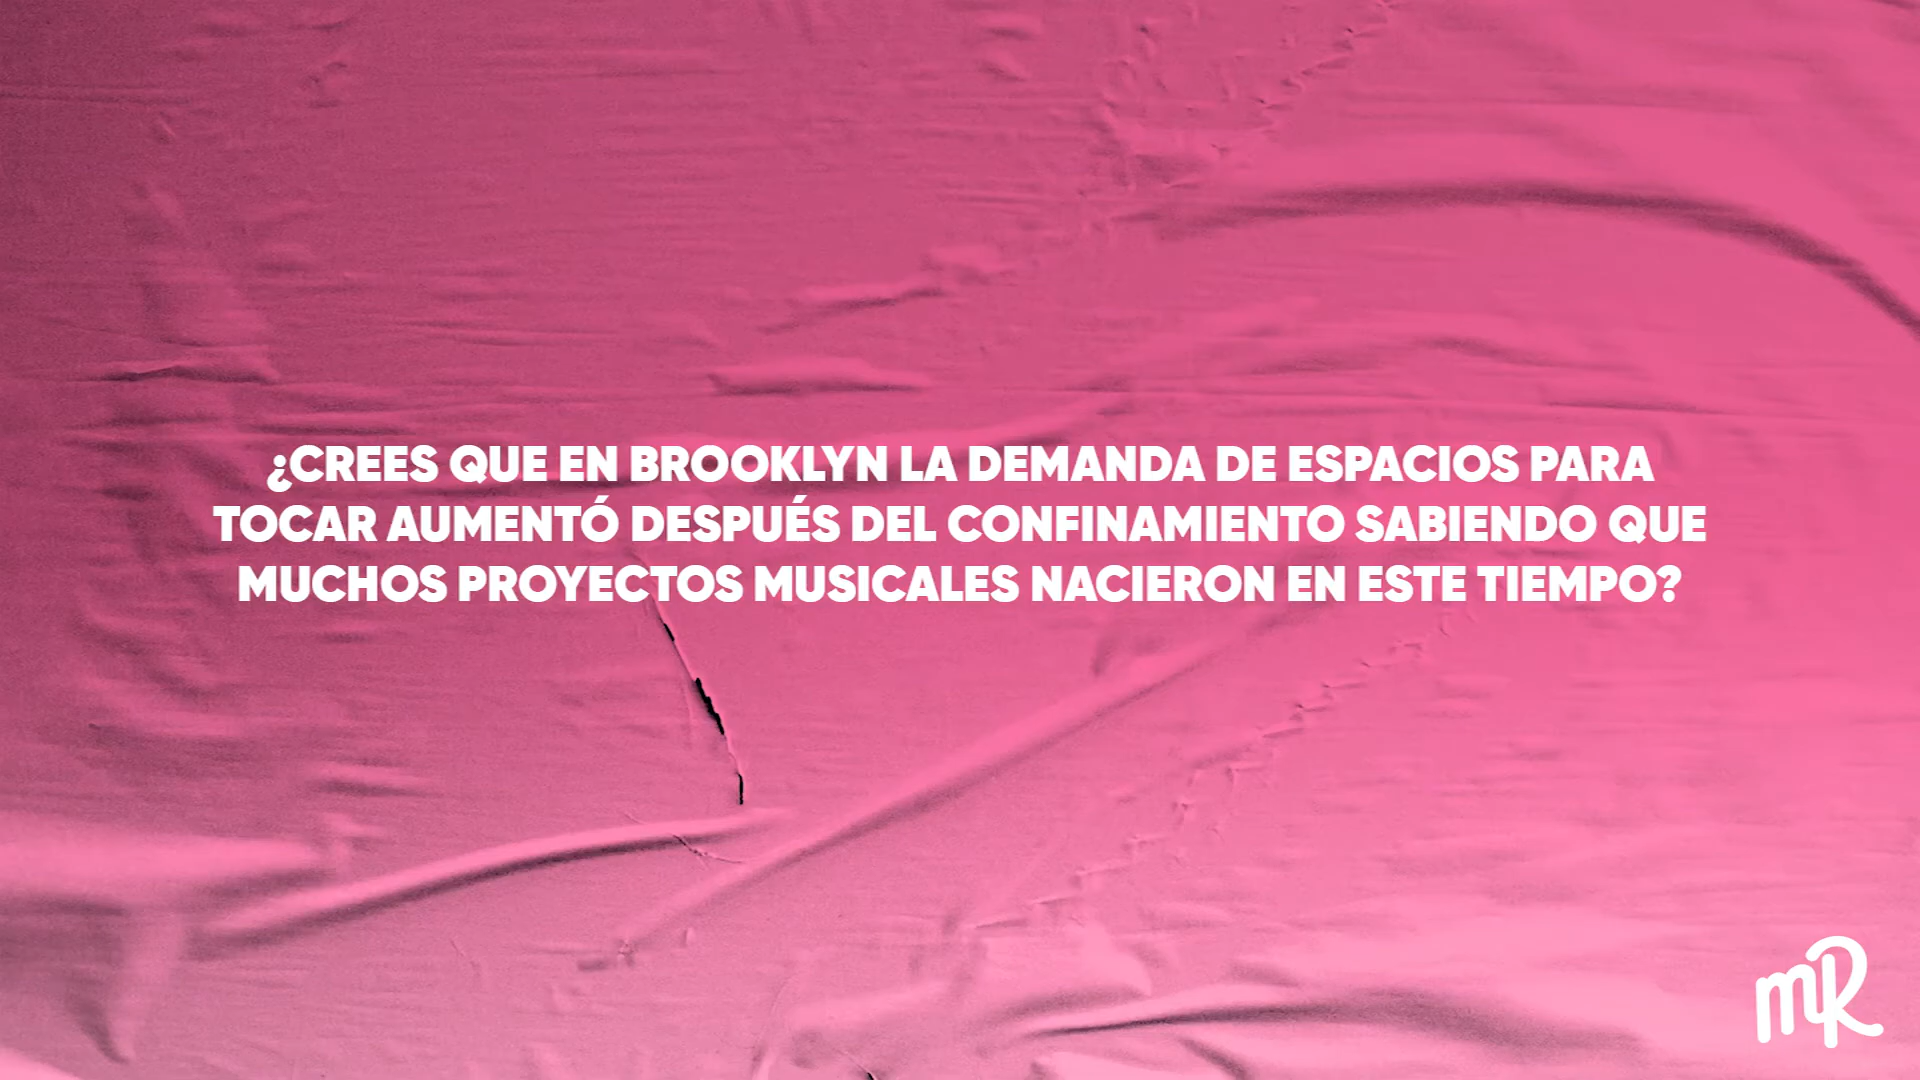 ¿CREES QUE EN BROOKLYN LA DEMANDA DE ESPACIOS PARA
TOCAR AUMENTÓ DESPUÉS DEL CONFINAMIENTO SABIENDO QUE
MUCHOS PROYECTOS MUSICALES NACIERON EN ESTE TIEMPO?
mR